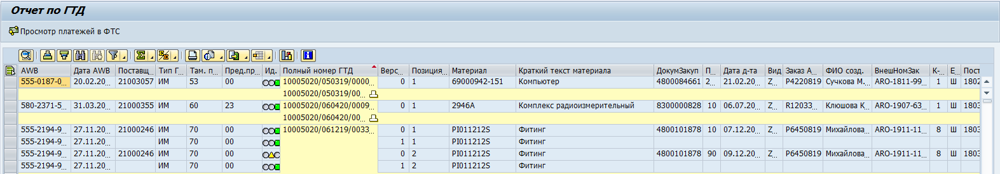 Отчет по ГТД
Просмотр платежей в ФТС
AWB Дата AWB Поставщ... Тип Г... Там. п... Пред.пр... Ид. Полный номер ГТД Верс... Позиция... Материал Краткий текст материала ДокумЗакуп П... Дата д-та Вид Заказ А... ФИО созд. ВнешНомЗак К-... Е... Пост
555-0187-0... 20.02.20... 21003057 ИМ 53 00 10005020/050319/0000... 0 1 69000942-151 Компьютер 4800084661 2... 21.02.20... Z... P4220819 Сучкова М... ARO-1811-99... 1 Ш 1802
10005020/050319/00...
580-2371-5... 31.03.20... 21000355 ИМ 60 23 10005020/060420/0009... 0 1 2946A Комплекс радиоизмерительный 8300000828 10 06.07.20... Z... R12033... Клюшова К... ARO-1907-63... 1 Ш 1803
10005020/060420/00...
555-2194-9... 27.11.20... 21000246 ИМ 70 00 10005020/061219/0033... 0 1 PI011212S Фитинг 4800101878 10 07.12.20... Z... P6450819 Михайлова... ARO-1911-11... 8 Ш 1803
555-2194-9... 27.11.20... ИМ 70 00 1 1 PI011212S Фитинг
555-2194-9... 27.11.20... 21000246 ИМ 70 00 0 2 PI011212S Фитинг 4800101878 90 09.12.20... Z... P6450819 Михайлова... ARO-1911-11... 8 Ш 1803
555-2194-9... 27.11.20... ИМ 70 00 1 2 PI011212S Фитинг